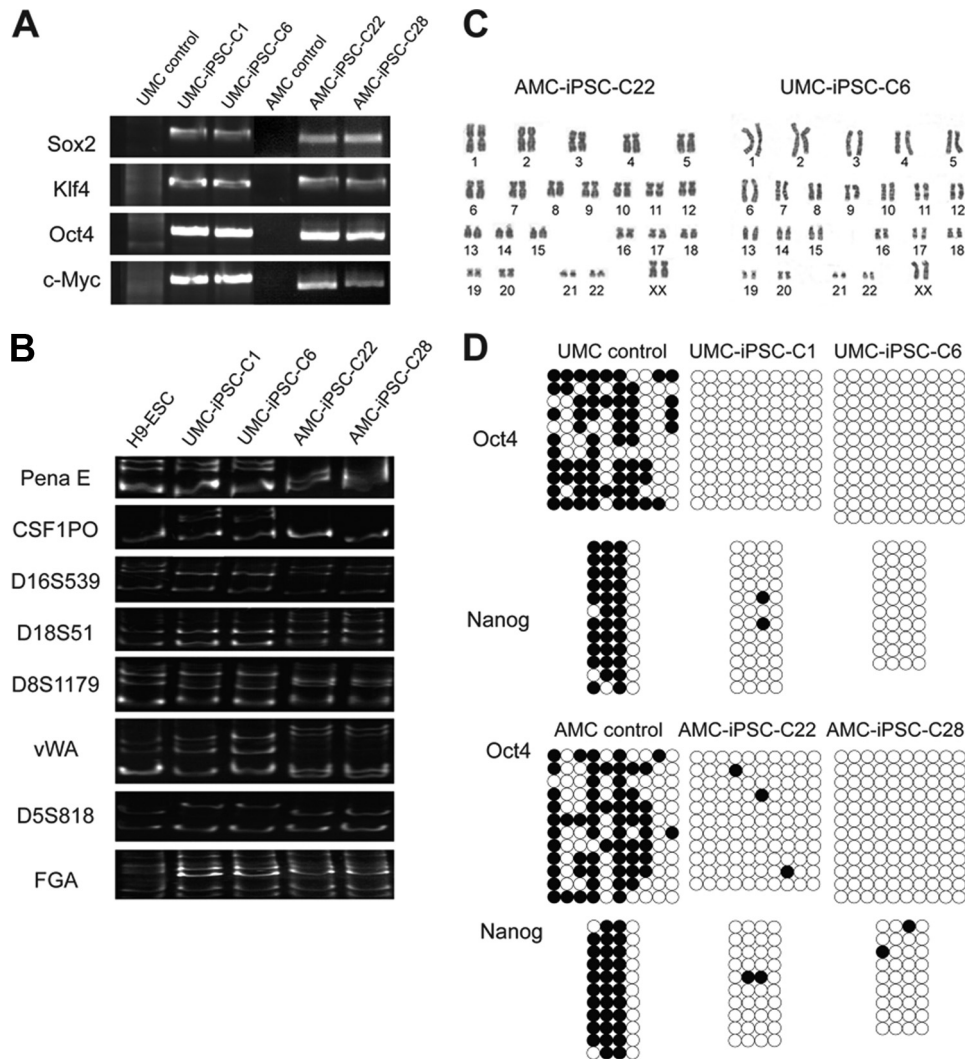 A
UMC control
UMC-iPSC-C1
UMC-iPSC-C6
AMC control
AMC-iPSC-C22
AMC-iPSC-C28
Sox2
Klf4
Oct4
c-Myc
B
H9-ESC
UMC-iPSC-C1
UMC-iPSC-C6
AMC-iPSC-C22
AMC-iPSC-C28
Pena E
CSF1PO
D16S539
D18S51
D8S1179
vWA
D5S818
FGA
C
AMC-iPSC-C22
1 2 3 4 5
6 7 8 9 10 11 12
13 14 15 16 17 18
19 20 21 22 XX
UMC-iPSC-C6
1 2 3 4 5
6 7 8 9 10 11 12
13 14 15 16 17 18
19 20 21 22 XX
D
UMC control UMC-iPSC-C1 UMC-iPSC-C6
Oct4
Nanog
AMC control AMC-iPSC-C22 AMC-iPSC-C28
Oct4
Nanog